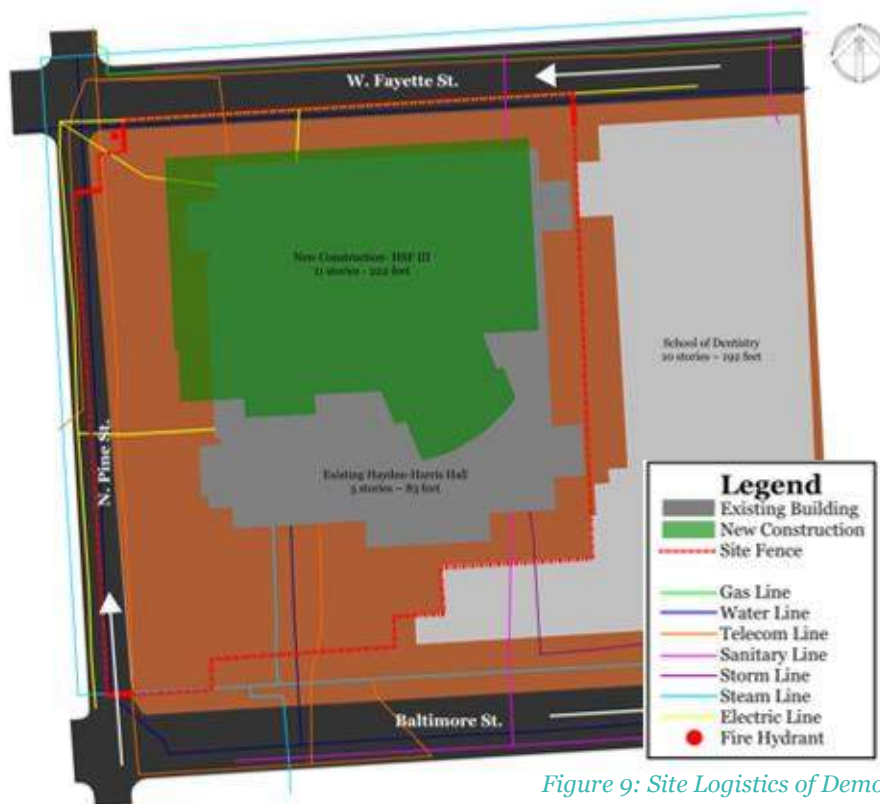 W. Fayette St.
New Construction- HSF III
11 stories - 222 feet
School of Dentistry
10 stories – 192 feet
N. Pine St.
Existing Hayden-Harris Hall
5 stories – 83 feet
Baltimore St.
Legend
Existing Building
New Construction
Site Fence
Gas Line
Water Line
Telecom Line
Sanitary Line
Storm Line
Steam Line
Electric Line
Fire Hydrant
Figure 9: Site Logistics of Demo